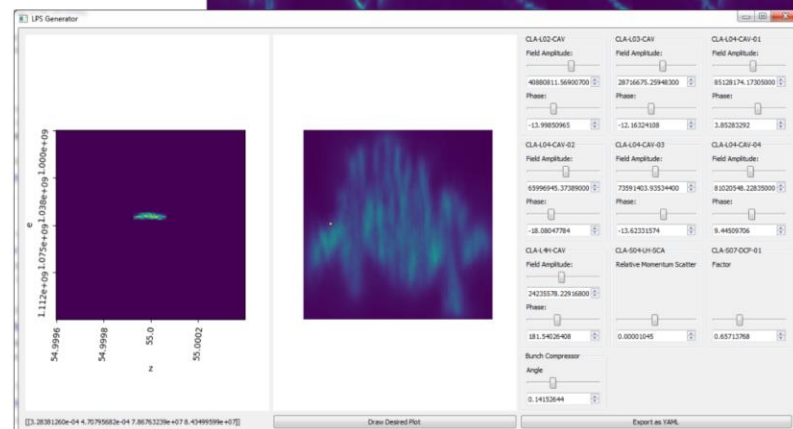 LPS Generator
CLA-L02-CAV
Field Amplitude:
40880811.56900700
Phase:
-13.99850965
CLA-L03-CAV
Field Amplitude:
28716675.25948300
Phase:
-12.16324108
CLA-L04-CAV-01
Field Amplitude:
85128174.17305000
Phase:
3.85283292
CLA-L04-CAV-02
Field Amplitude:
65996945.37389000
Phase:
-18.08047784
CLA-L04-CAV-03
Field Amplitude:
73591403.93534400
Phase:
-13.62331574
CLA-L04-CAV-04
Field Amplitude:
81020548.22835000
Phase:
9.44509706
CLA-L4H-CAV
Field Amplitude:
24235578.22916800
Phase:
181.54026408
CLA-S04-LH-SCA
Relative Momentum Scatter
0.00001045
CLA-S07-DCP-01
Factor
0.65713768
Bunch Compressor
Angle
0.14152644
e
1.000e+09
1.038e+09
1.075e+09
1.112e+09
54.9996
54.9998
55.0
55.0002
z
[[3.28381260e-04 4.70795682e-04 7.86763239e+07 8.43499599e+07]]
Draw Desired Plot
Export as YAML